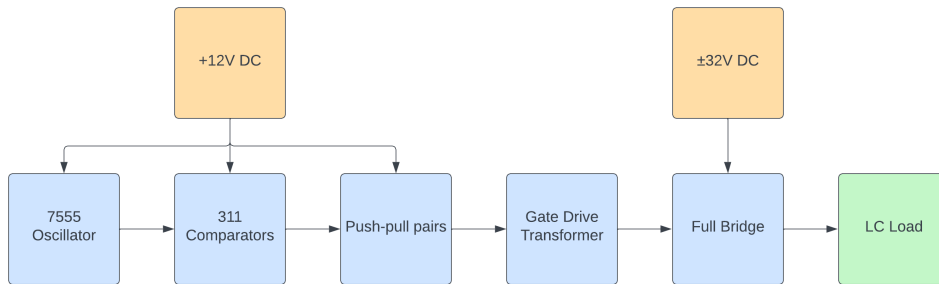 +12V DC
±32V DC
7555
Oscillator
311
Comparators
Push-pull pairs
Gate Drive
Transformer
Full Bridge
LC Load